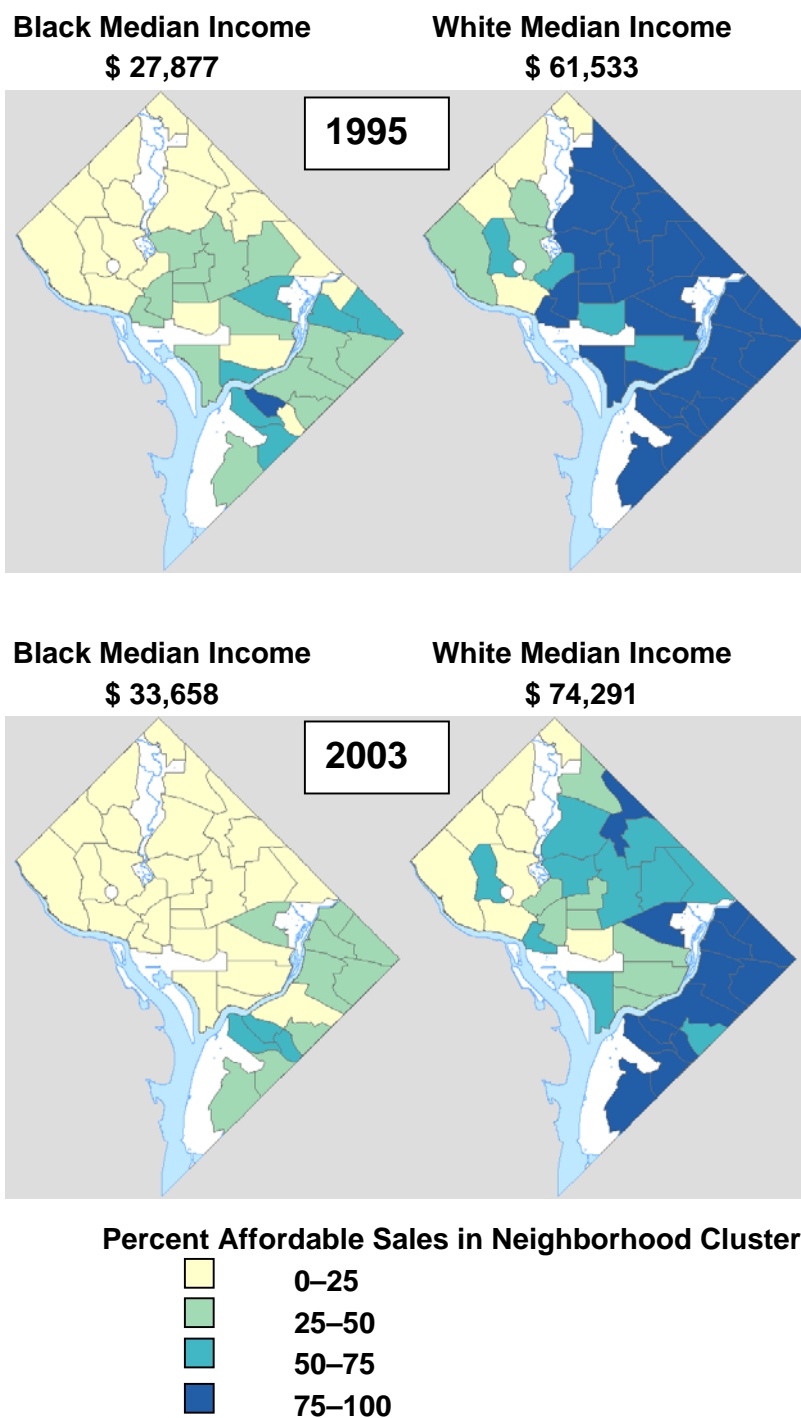 Black Median Income
$ 27,877
White Median Income
$ 61,533
1995
Black Median Income
$ 33,658
White Median Income
$ 74,291
2003
Percent Affordable Sales in Neighborhood Cluster
0–25
25–50
50–75
75–100